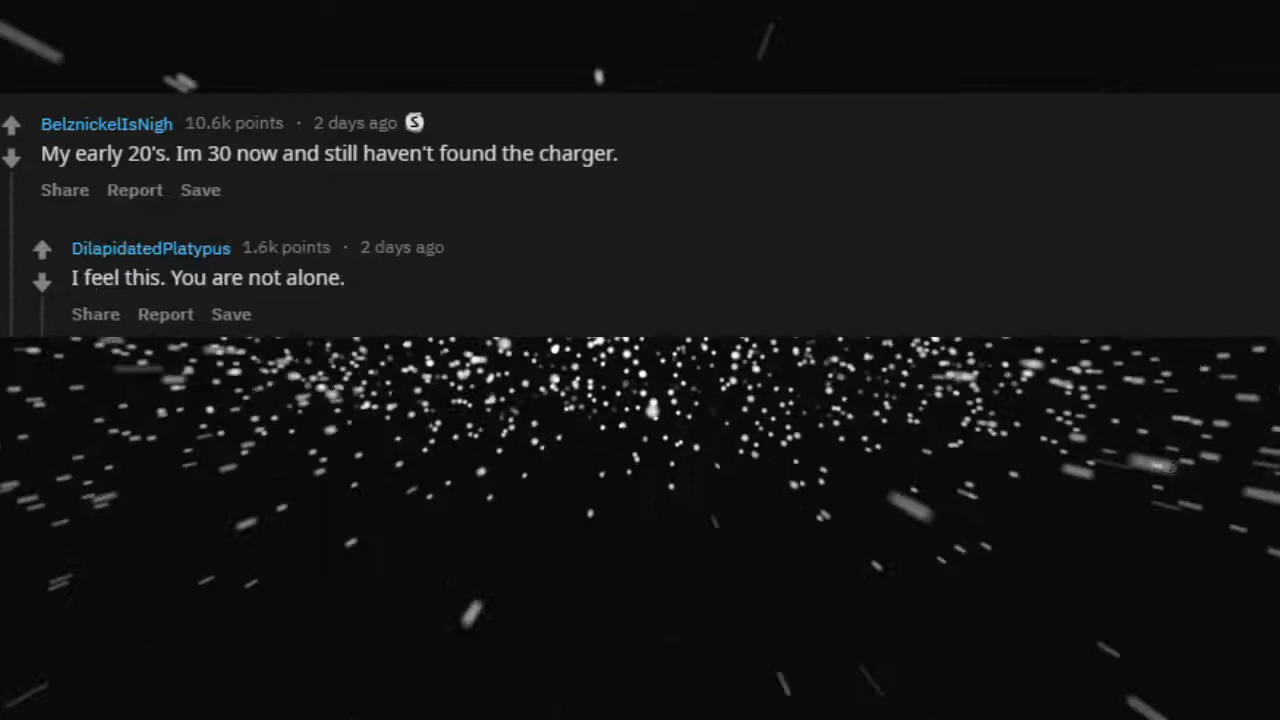 BelznickelIsNigh 10.6k points · 2 days ago S
My early 20's. Im 30 now and still haven't found the charger.
Share Report Save
DilapidatedPlatypus 1.6k points · 2 days ago
I feel this. You are not alone.
Share Report Save